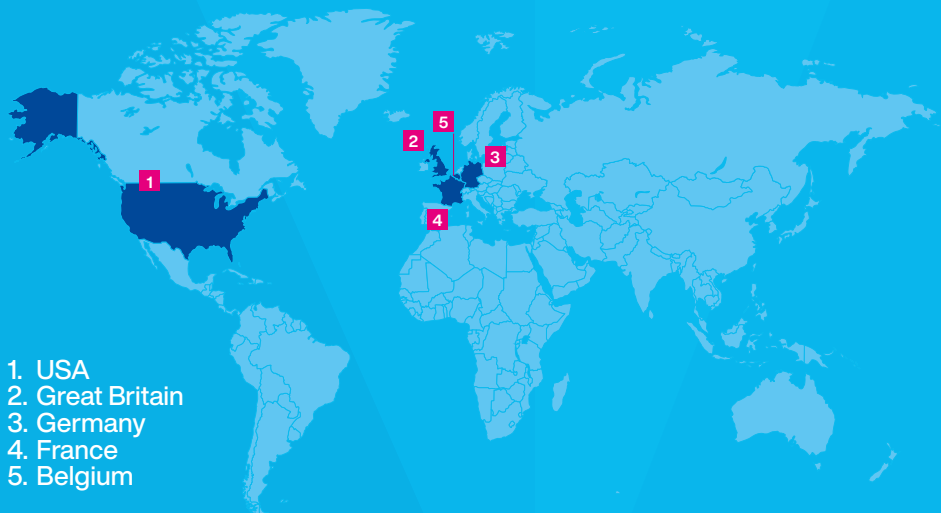 5
2
3
1
4
1. USA
2. Great Britain
3. Germany
4. France
5. Belgium